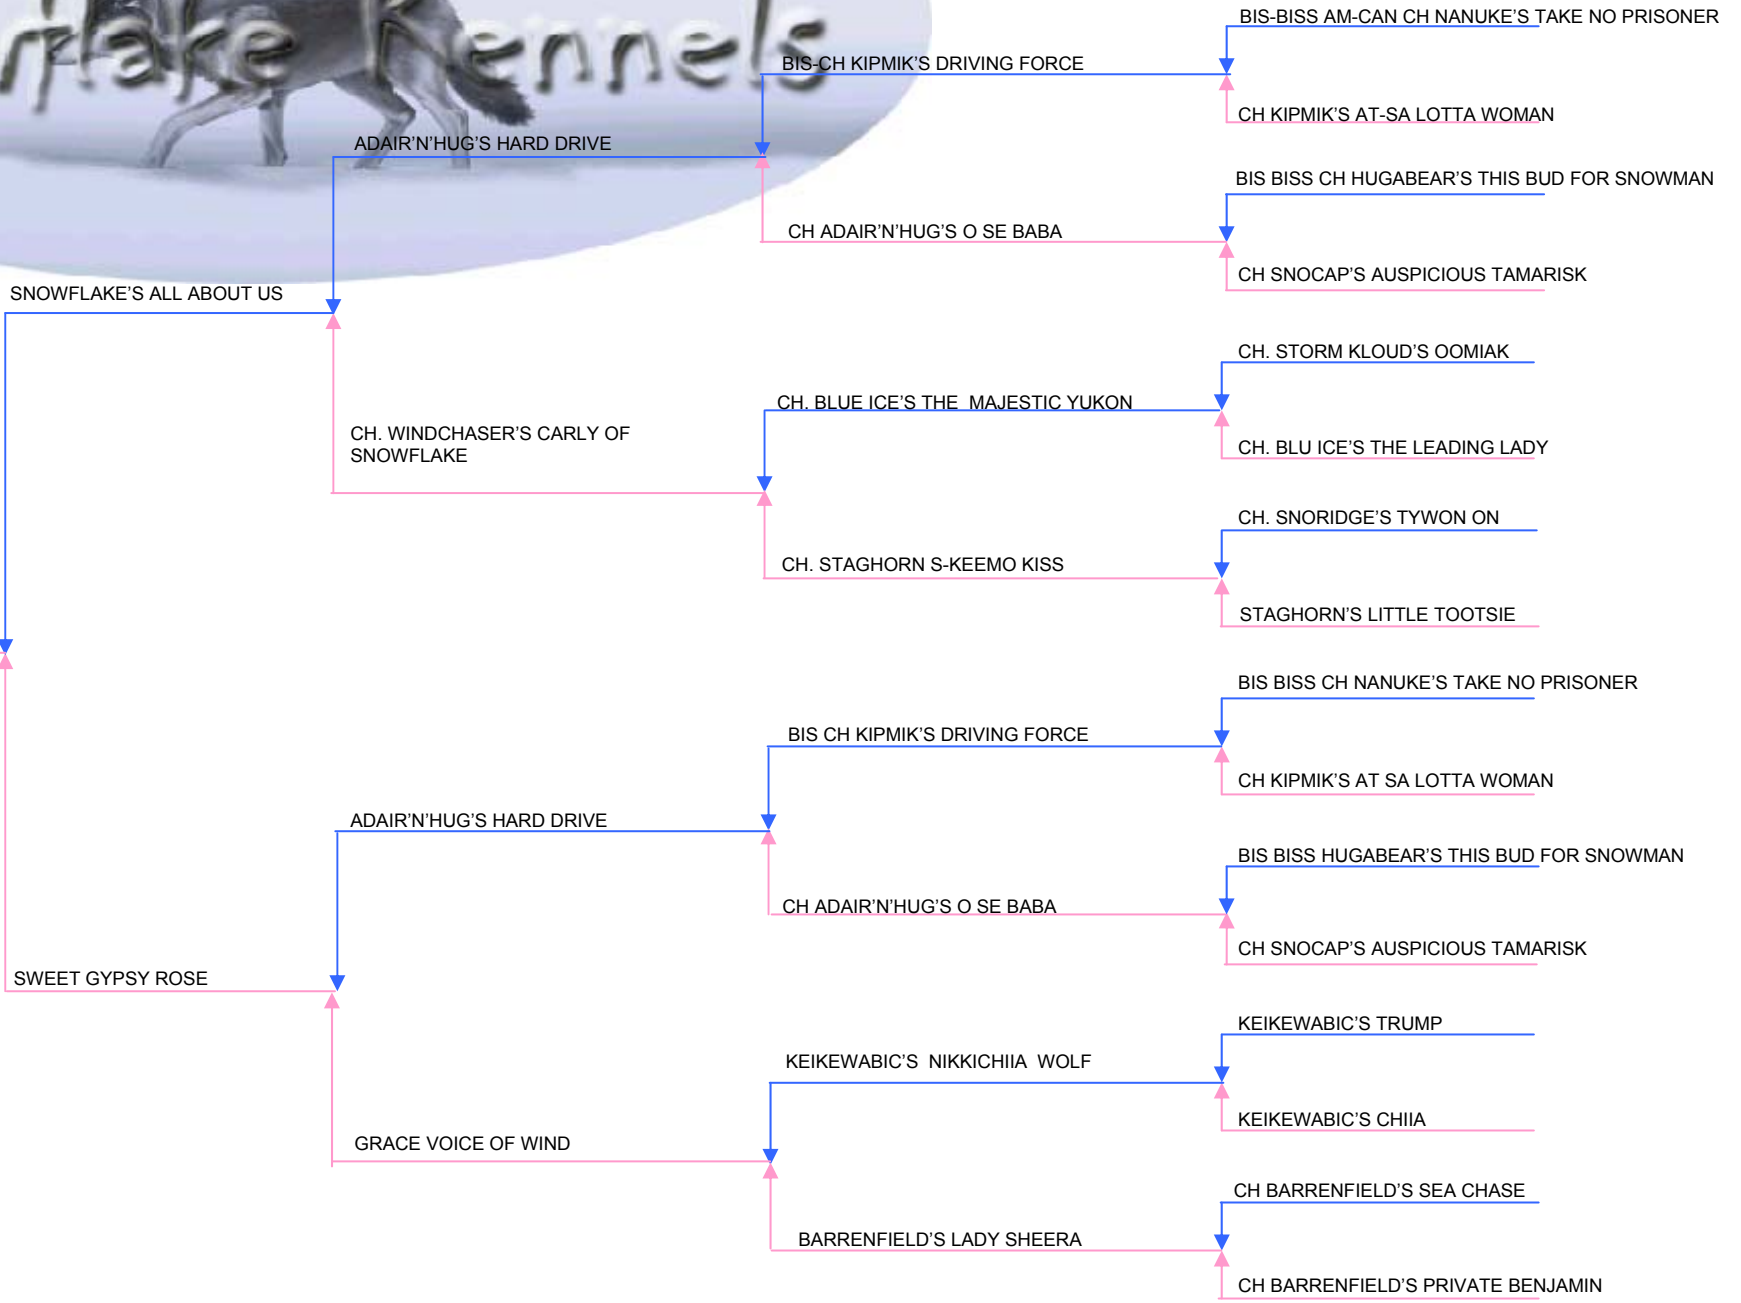 flake Kennels
BIS-BISS AM-CAN CH NANUKE’S TAKE NO PRISONER
BIS-CH KIPMIK’S DRIVING FORCE
CH KIPMIK’S AT-SA LOTTA WOMAN
ADAIR’N’HUG’S HARD DRIVE
BIS BISS CH HUGABEAR’S THIS BUD FOR SNOWMAN
CH ADAIR’N’HUG’S O SE BABA
CH SNOCAP’S AUSPICIOUS TAMARISK
SNOWFLAKE’S ALL ABOUT US
CH. STORM KLOUD’S OOMIAK
CH. BLUE ICE’S THE MAJESTIC YUKON
CH. BLU ICE’S THE LEADING LADY
CH. WINDCHASER’S CARLY OF
SNOWFLAKE
CH. SNORIDGE’S TYWON ON
CH. STAGHORN S-KEEMO KISS
STAGHORN’S LITTLE TOOTSIE
BIS BISS CH NANUKE’S TAKE NO PRISONER
BIS CH KIPMIK’S DRIVING FORCE
CH KIPMIK’S AT SA LOTTA WOMAN
ADAIR’N’HUG’S HARD DRIVE
BIS BISS HUGABEAR’S THIS BUD FOR SNOWMAN
CH ADAIR’N’HUG’S O SE BABA
CH SNOCAP’S AUSPICIOUS TAMARISK
SWEET GYPSY ROSE
KEIKEWABIC’S TRUMP
KEIKEWABIC’S NIKKICHIIA WOLF
KEIKEWABIC’S CHIIA
GRACE VOICE OF WIND
CH BARRENFIELD’S SEA CHASE
BARRENFIELD’S LADY SHEERA
CH BARRENFIELD’S PRIVATE BENJAMIN